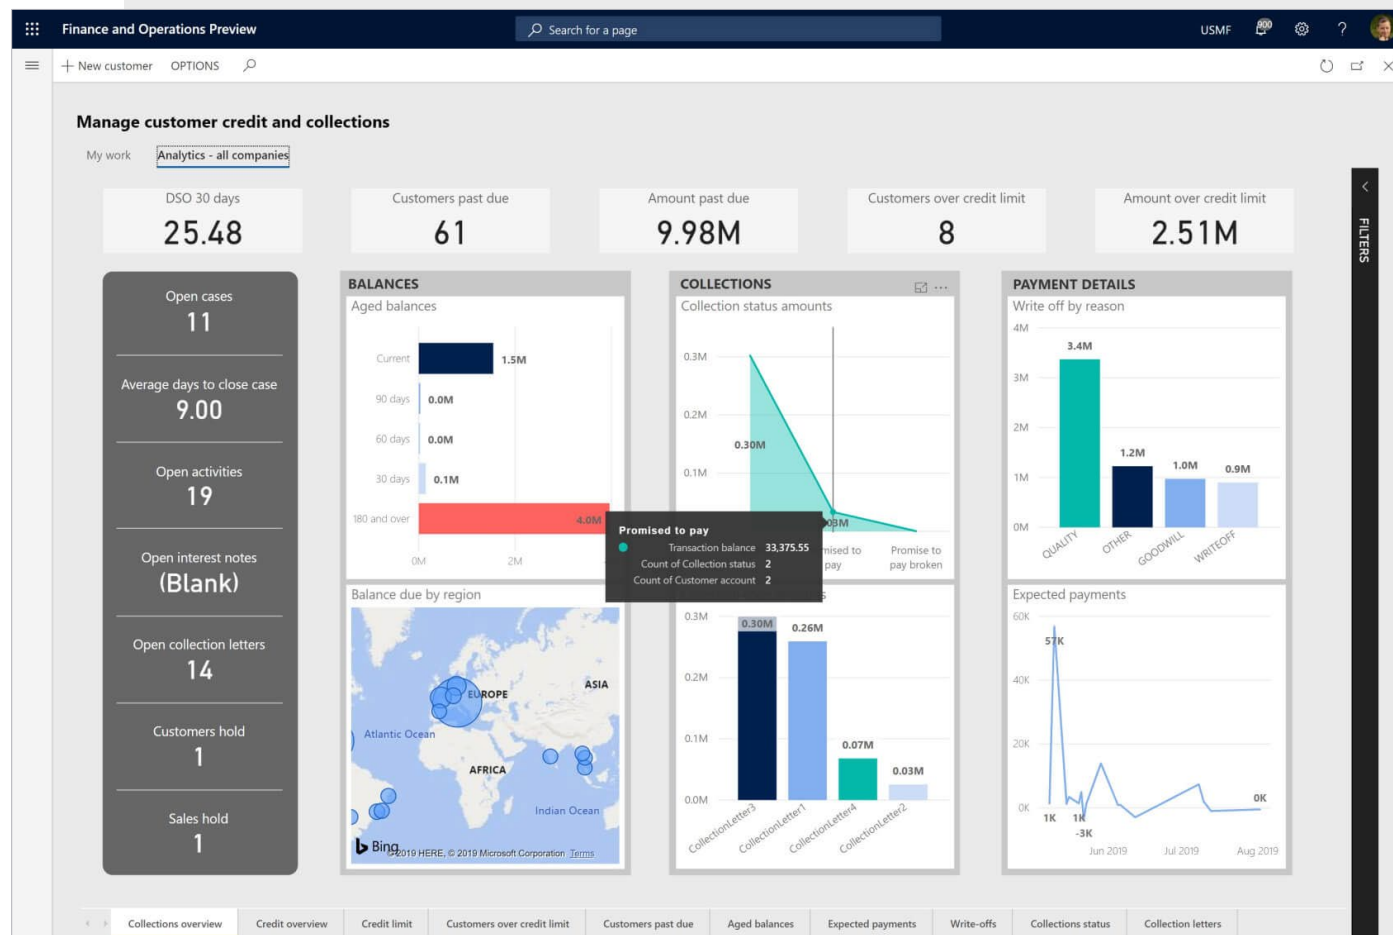 Finance and Operations Preview
Search for a page
USMF
900
?
+ New customer OPTIONS
Manage customer credit and collections
My work Analytics - all companies
FILTERS
DSO 30 days
25.48
Customers past due
61
Amount past due
9.98M
Customers over credit limit
8
Amount over credit limit
2.51M
Open cases
11
Average days to close case
9.00
Open activities
19
Open interest notes
(Blank)
Open collection letters
14
Customers hold
1
Sales hold
1
BALANCES
Aged balances
Current 1.5M
90 days 0.0M
60 days 0.0M
30 days 0.1M
180 and over 4.0M
0M 2M
Balance due by region
EUROPE
ASIA
Atlantic Ocean
AFRICA
Indian Ocean
Bing
© 2019 HERE, © 2019 Microsoft Corporation Terms
COLLECTIONS
Collection status amounts
0.3M
0.2M
0.30M
0.1M
Promised to pay
Transaction balance 33,375.55
Count of Collection status 2
Count of Customer account 2
pay
Promise to
pay broken
0.3M
0.30M
0.26M
0.2M
0.1M
0.07M
0.03M
0.0M
CollectionLetter3
CollectionLetter1
CollectionLetter4
CollectionLetter2
PAYMENT DETAILS
Write off by reason
4M
3.4M
3M
2M
1.2M
1.0M
0.9M
1M
0M
QUALITY
OTHER
GOODWILL
WRITEOFF
Expected payments
60K
57K
40K
20K
0K
0K
1K
1K
-3K
Jun 2019 Jul 2019 Aug 2019
Collections overview Credit overview Credit limit Customers over credit limit Customers past due Aged balances Expected payments Write-offs Collections status Collection letters